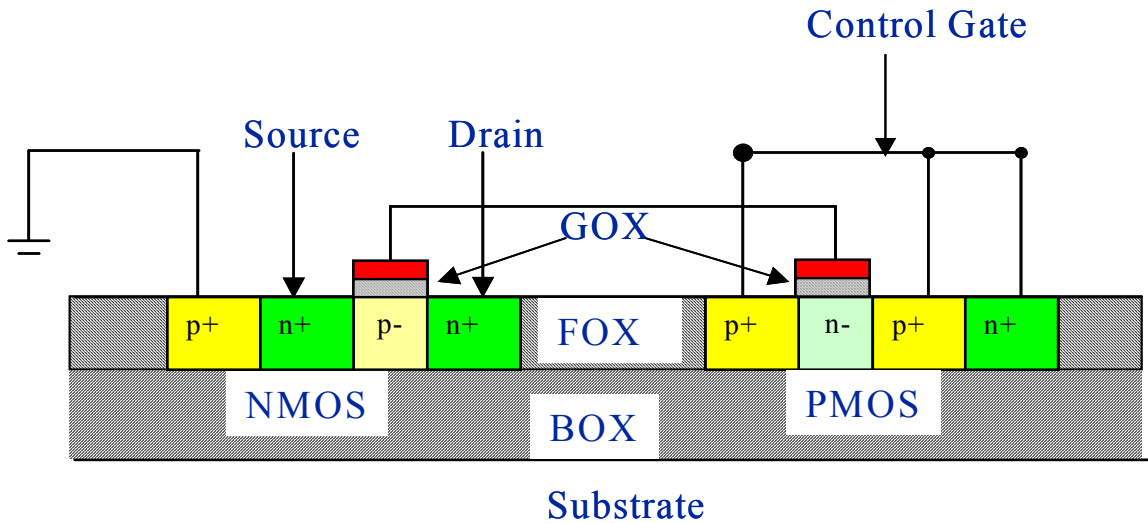 Control Gate
Source
Drain
GOX
p+
n+
p-
n+
FOX
p+
n-
p+
n+
NMOS
PMOS
BOX
Substrate